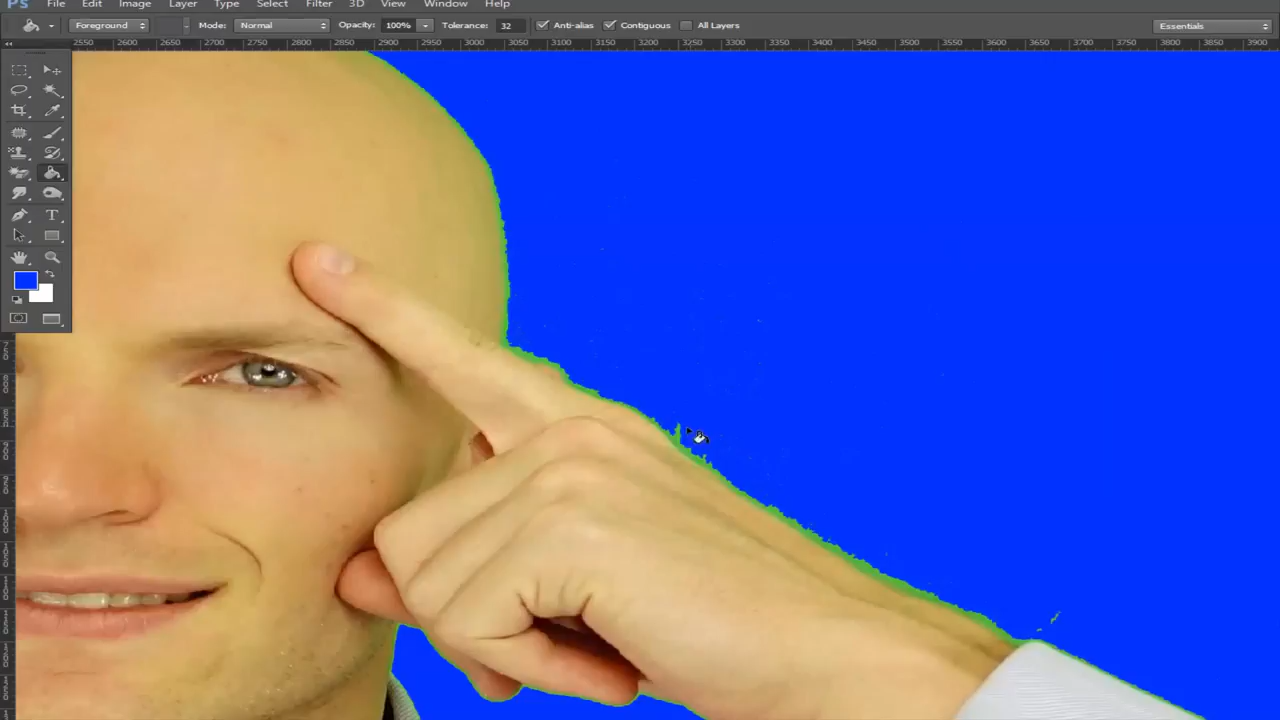 Ps File Edit Image Layer Type Select Filter 3D View Window Help
Foreground Mode: Normal Opacity: 100% Tolerance: 32 Anti-alias Contiguous All Layers Essentials
2550 2600 2650 2700 2750 2800 2850 2900 2950 3000 3050 3100 3150 3200 3250 3300 3350 3400 3450 3500 3550 3600 3650 3700 3750 3800 3850 3900
T